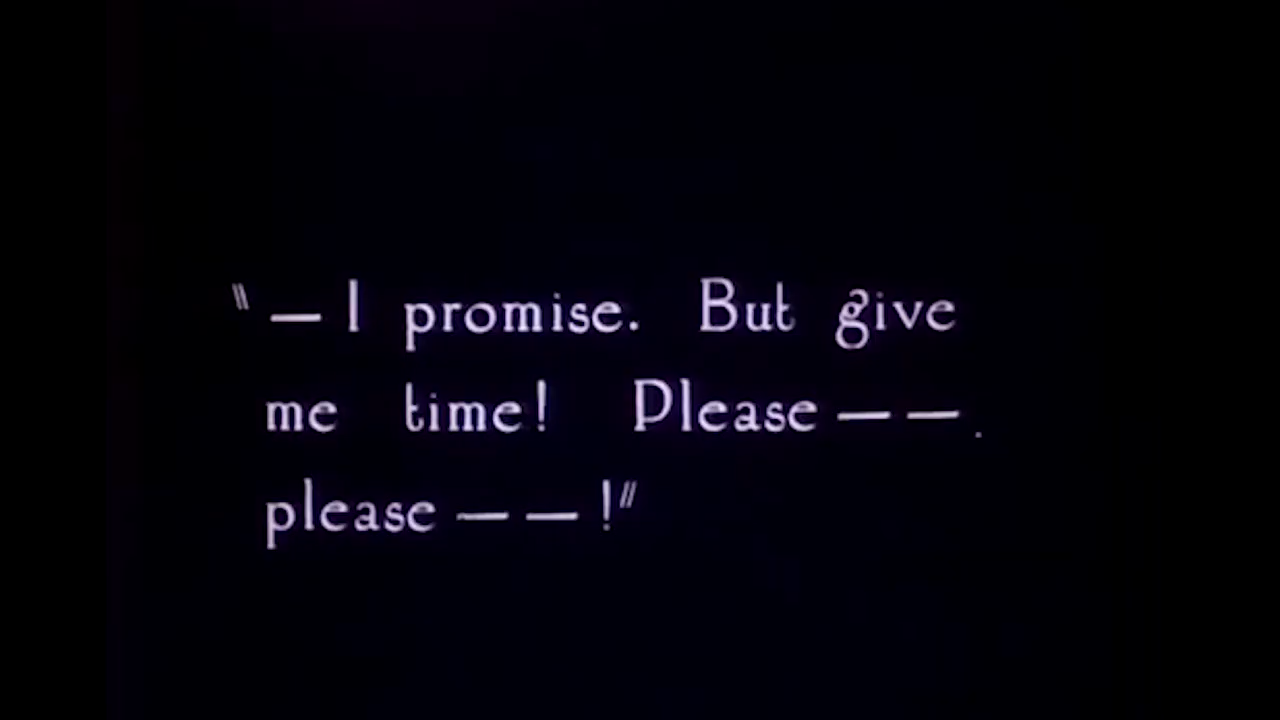 "—I promise. But give
me time! Please — —.
please — — !"